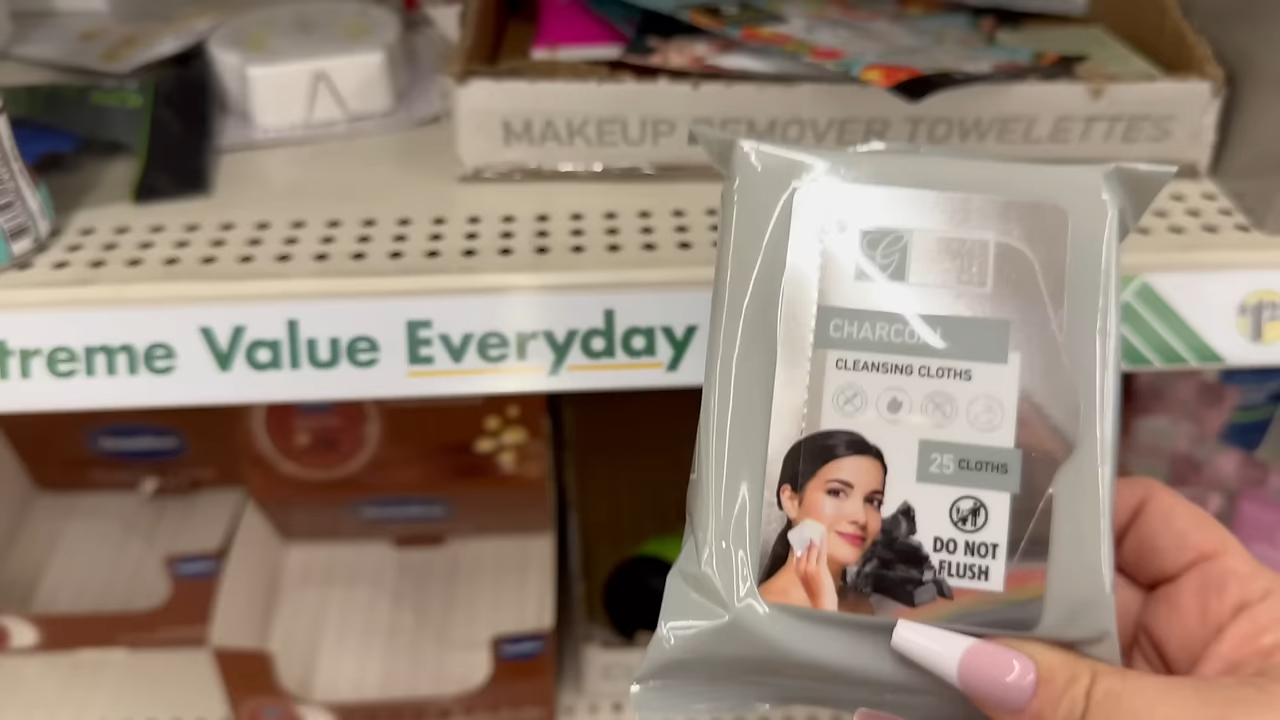 MAKEUP REMOVER TOWELETTES
treme Value Everyday
G
CHARCOAL
CLEANSING CLOTHS
25 CLOTHS
DO NOT
FLUSH